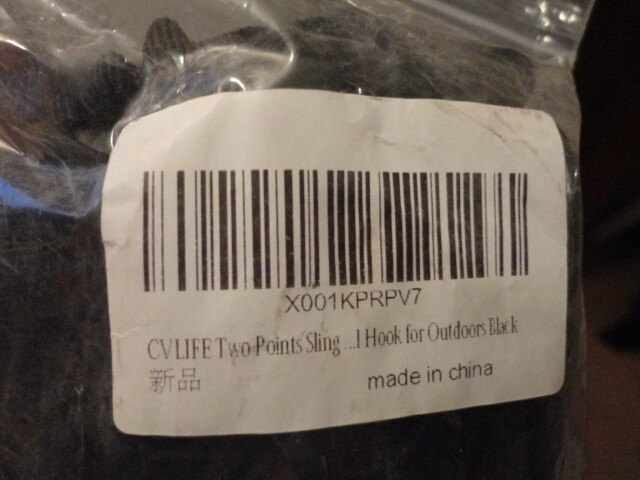 X001KPRPV7
CVLIFE Two Points Sling ...l Hook for Outdoors Black
新品
made in china